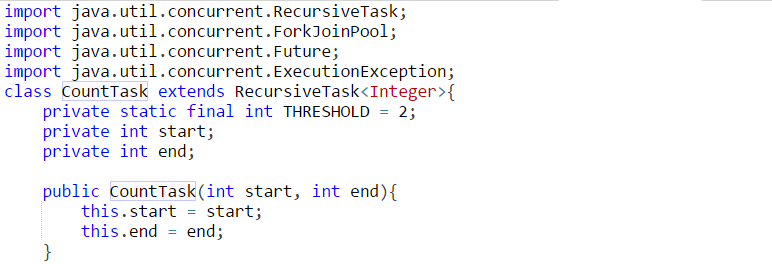 import java.util.concurrent.RecursiveTask;
import java.util.concurrent.ForkJoinPool;
import java.util.concurrent.Future;
import java.util.concurrent.ExecutionException;
class CountTask extends RecursiveTask<Integer>{
    private static final int THRESHOLD = 2;
    private int start;
    private int end;

    public CountTask(int start, int end){
        this.start = start;
        this.end = end;
    }